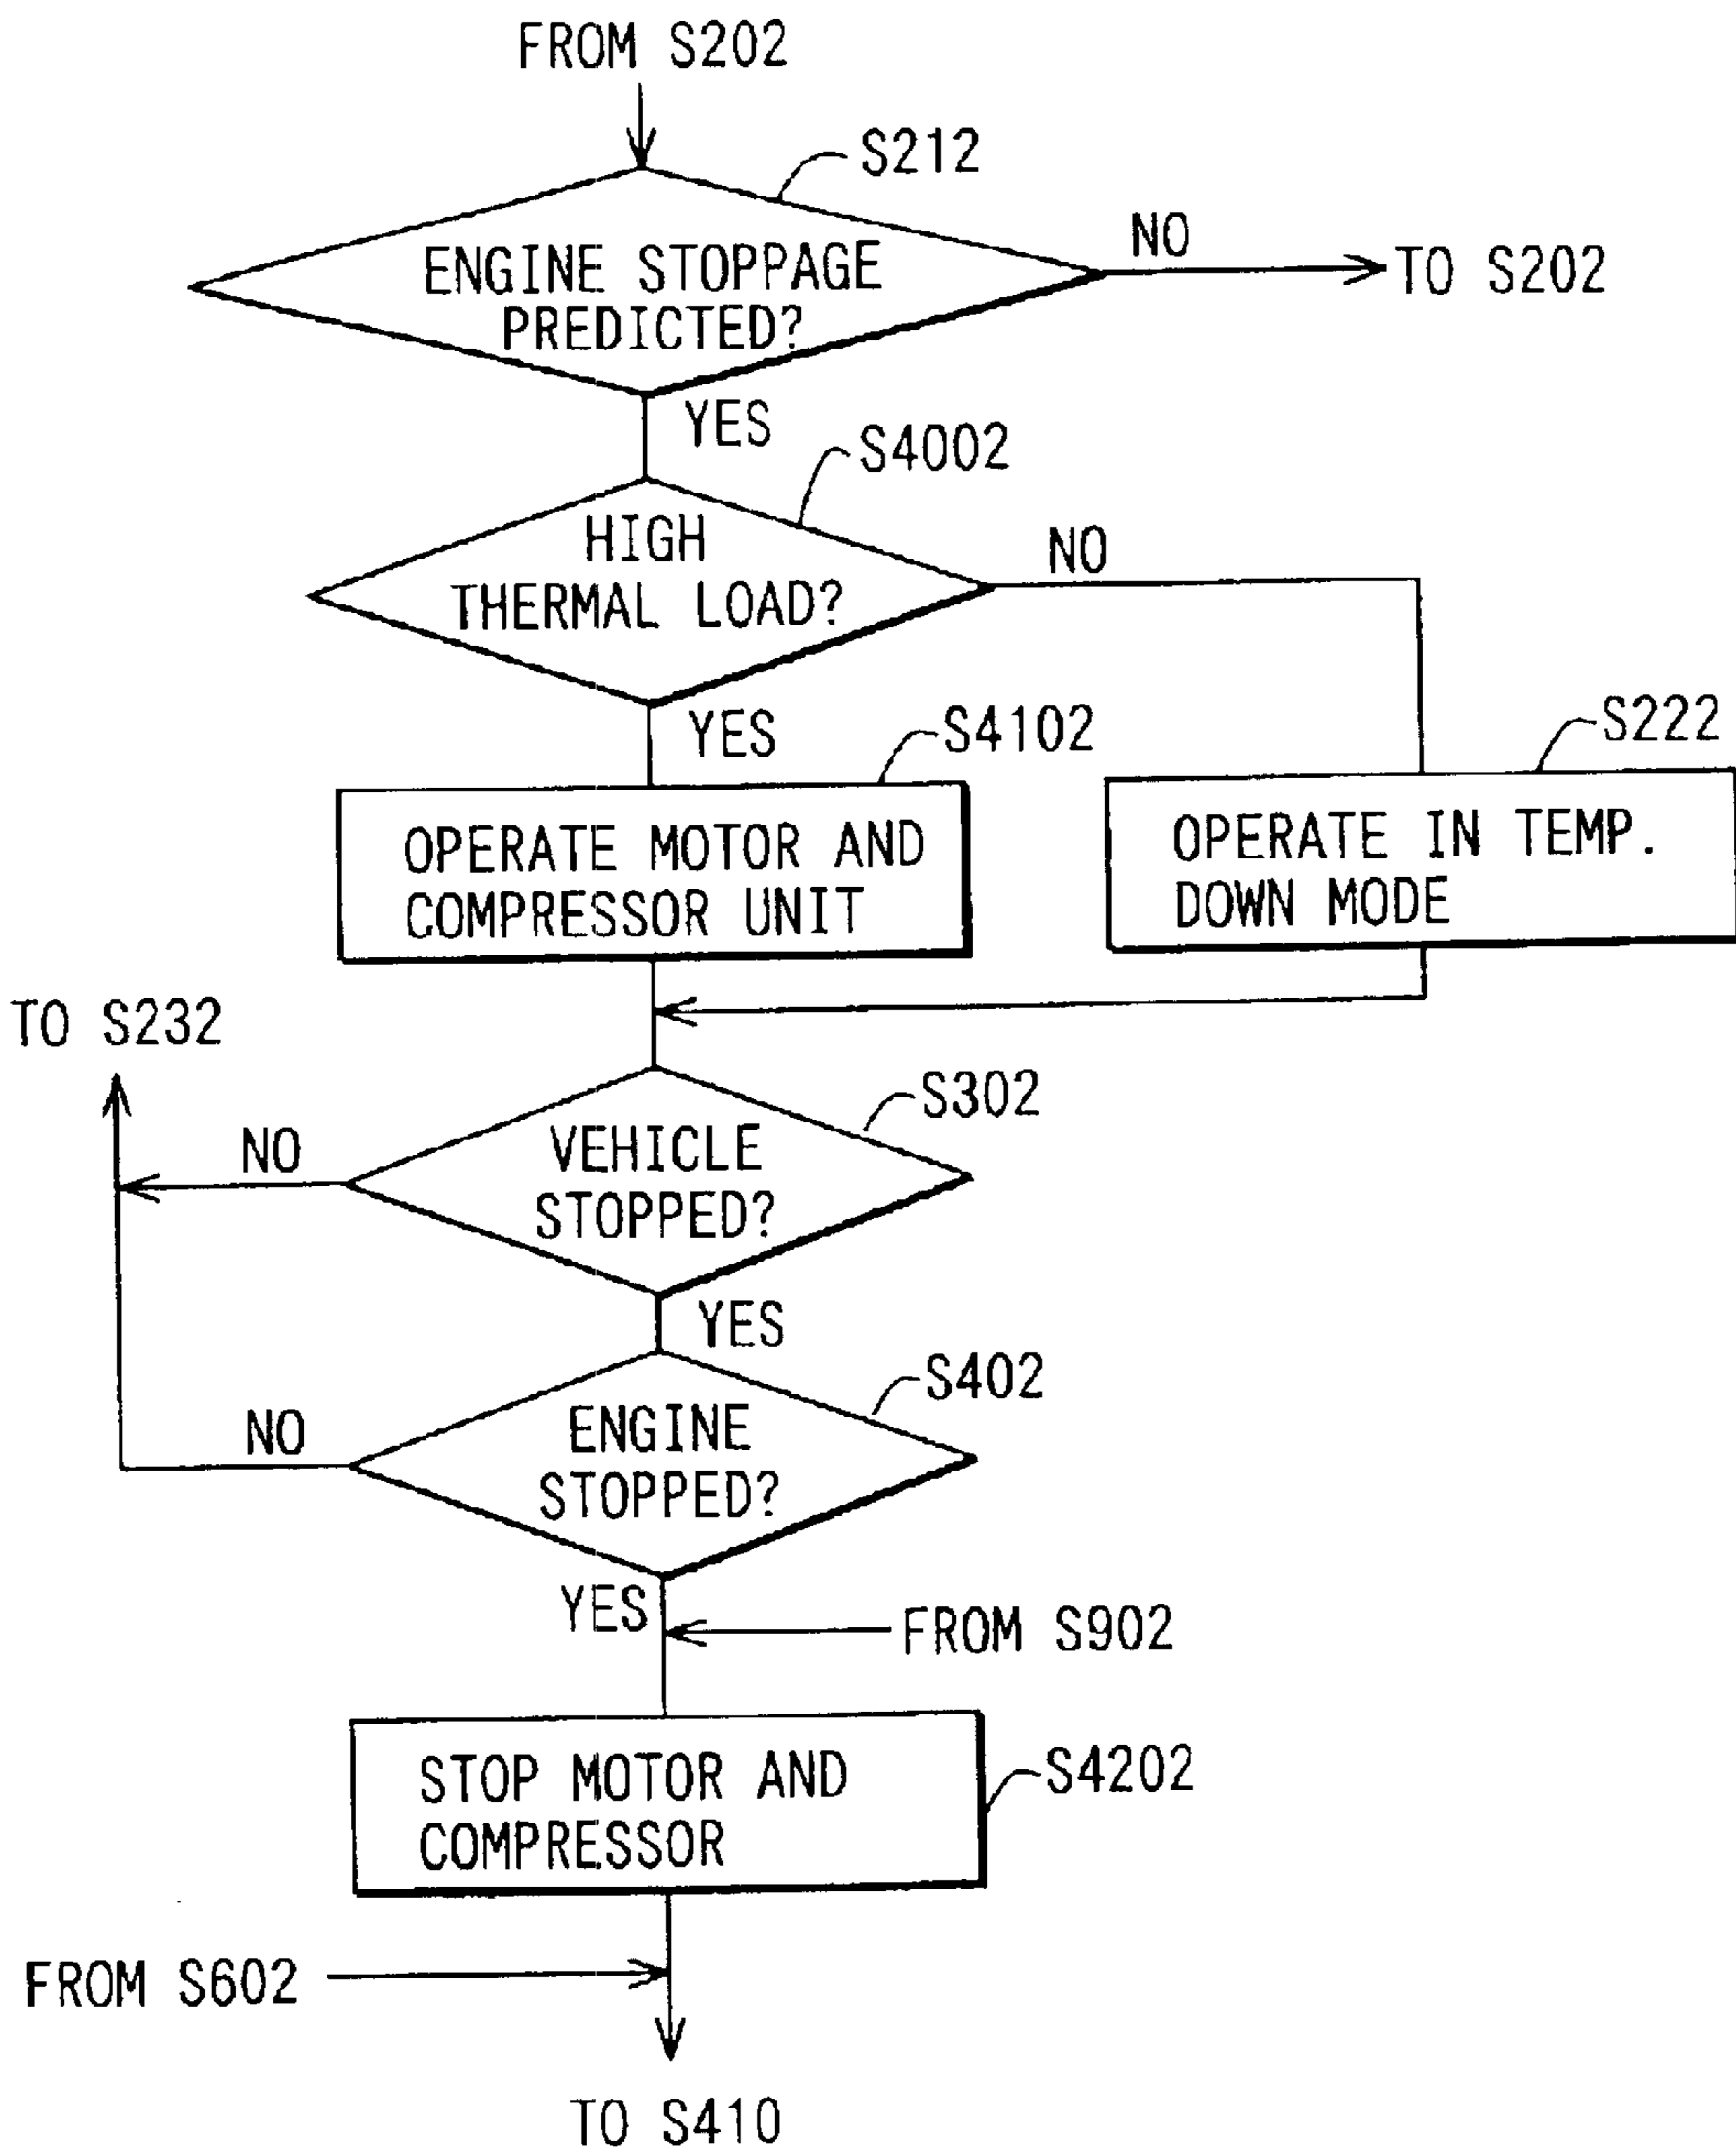 FROM S202
S212
ENGINE STOPPAGE
PREDICTED?
NO
TO S202
YES
S4002
HIGH
THERMAL LOAD?
NO
YES
S4102
S222
OPERATE MOTOR AND
COMPRESSOR UNIT
OPERATE IN TEMP.
DOWN MODE
TO S232
S302
VEHICLE
STOPPED?
NO
YES
S402
ENGINE
STOPPED?
NO
YES
FROM S902
STOP MOTOR AND
COMPRESSOR
S4202
FROM S602
TO S410